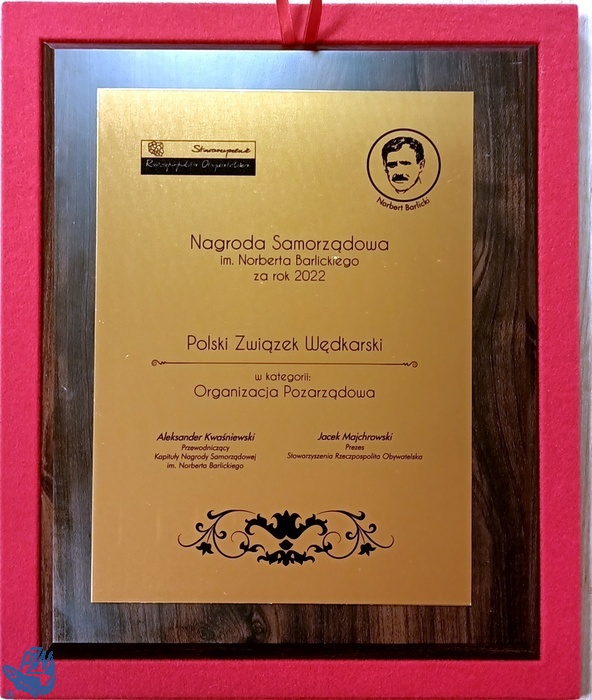 Stowarzyszenie
Rzeczpospolita Obywatelska
Norbert Barlicki
Nagroda Samorządowa
im. Norberta Barlickiego
za rok 2022
Polski Związek Wędkarski
w kategorii:
Organizacja Pozarządowa
Aleksander Kwaśniewski
Przewodniczący
Kapituły Nagrody Samorządowej
im. Norberta Barlickiego
Jacek Majchrowski
Prezes
Stowarzyszenia Rzeczpospolita Obywatelska
PZW